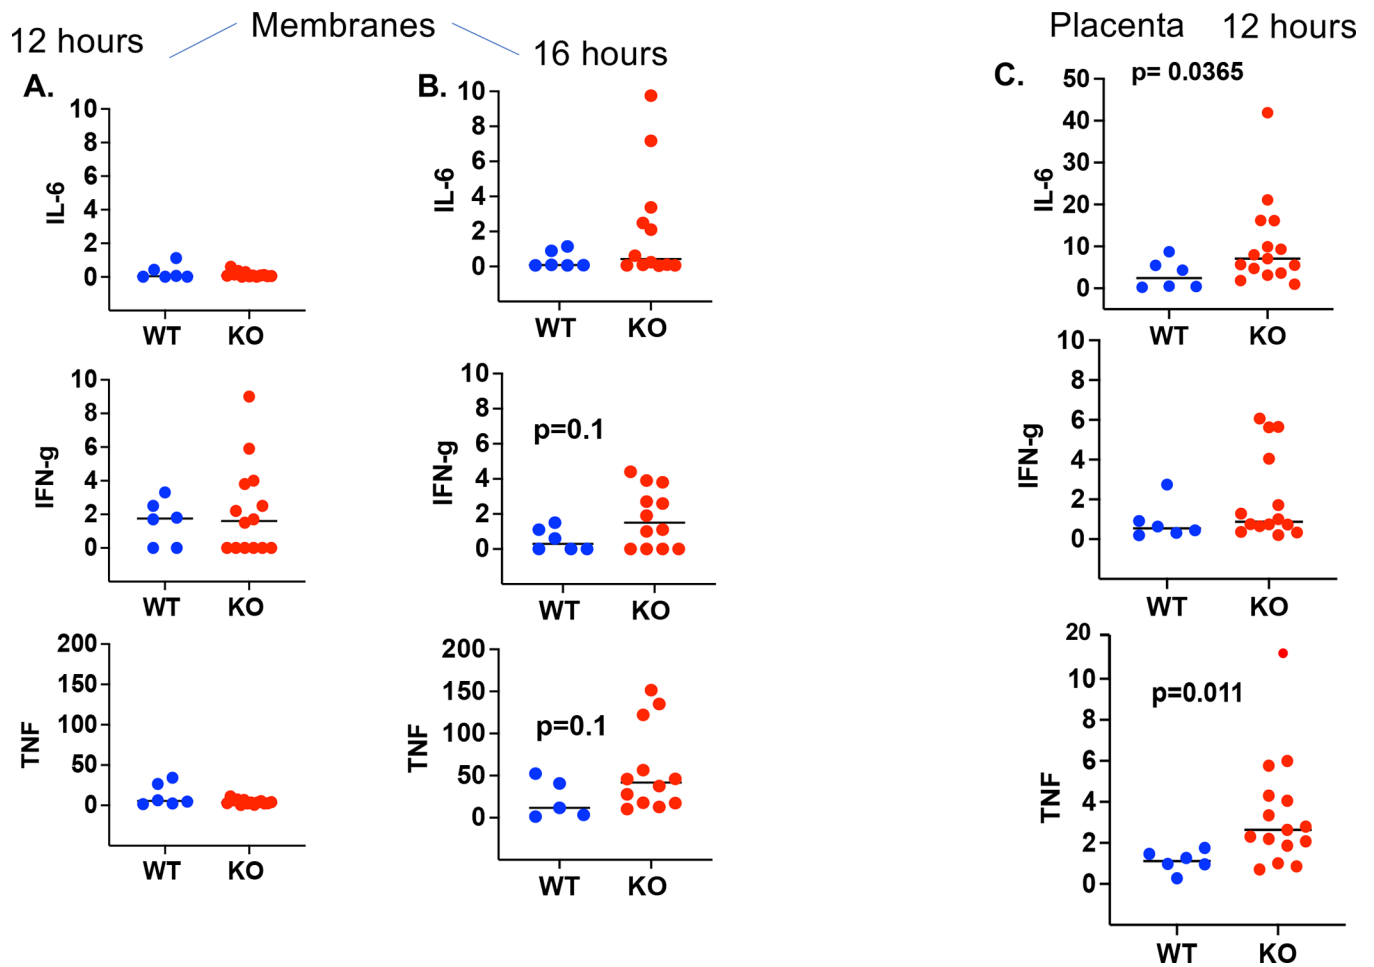 Membranes
12 hours
16 hours
Placenta 12 hours
A.
10
8
6
4
2
0
IL-6
WT KO
10
8
6
4
2
0
IFN-g
WT KO
200
150
100
50
0
TNF
WT KO
B.
10
8
6
4
2
0
IL-6
WT KO
10
8
6
4
2
0
IFN-g
p=0.1
WT KO
200
150
100
50
0
TNF
p=0.1
WT KO
C.
p= 0.0365
50
40
30
20
10
0
IL-6
WT KO
10
8
6
4
2
0
IFN-g
WT KO
20
10
8
6
4
2
0
TNF
p=0.011
WT KO